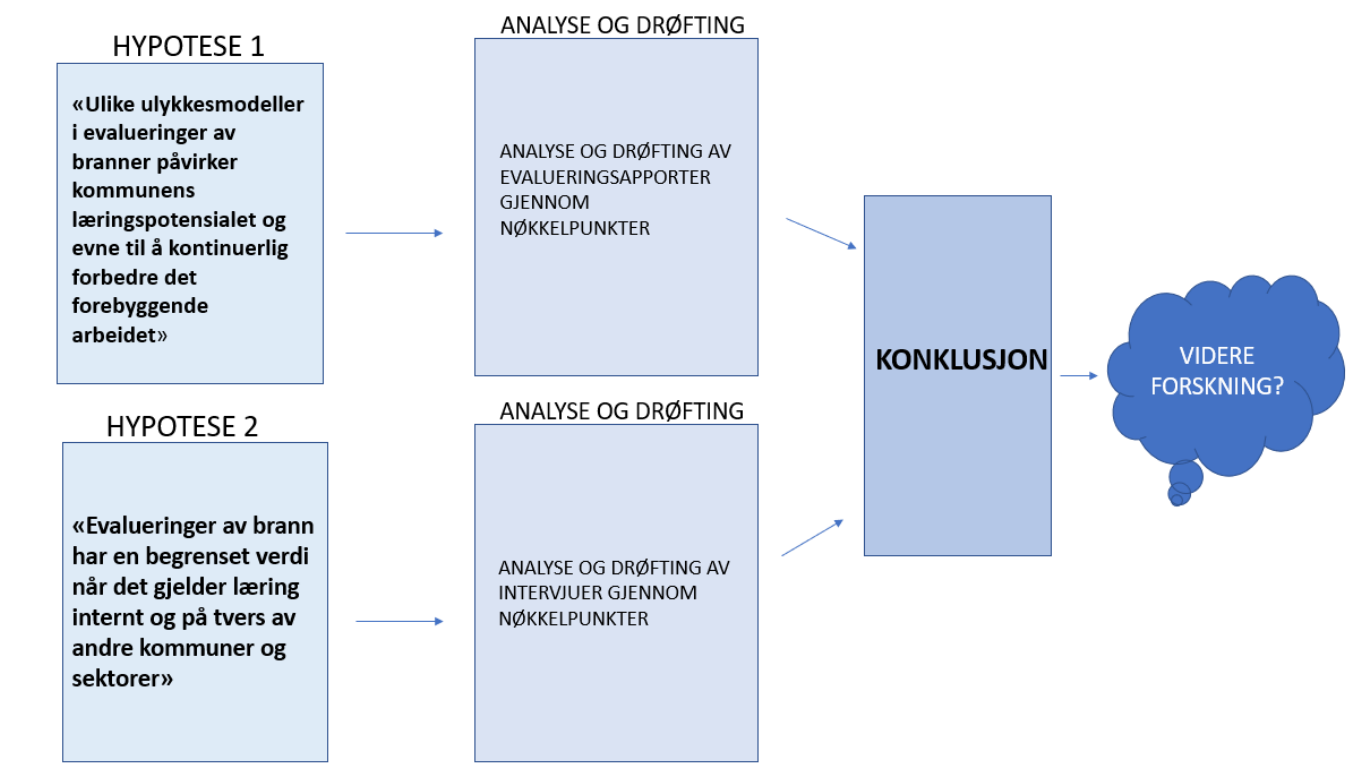 HYPOTESE 1
«Ulike ulykkesmodeller
i evalueringer av
branner påvirker
kommunens
læringspotensialet og
evne til å kontinuerlig
forbedre det
forebyggende
arbeidet»
ANALYSE OG DRØFTING
ANALYSE OG DRØFTING AV
EVALUERINGSAPPORTER
GJENNOM
NØKKELPUNKTER
HYPOTESE 2
«Evalueringer av brann
har en begrenset verdi
når det gjelder læring
internt og på tvers av
andre kommuner og
sektorer»
ANALYSE OG DRØFTING
ANALYSE OG DRØFTING AV
INTERVJUER GJENNOM
NØKKELPUNKTER
KONKLUSJON
VIDERE
FORSKNING?